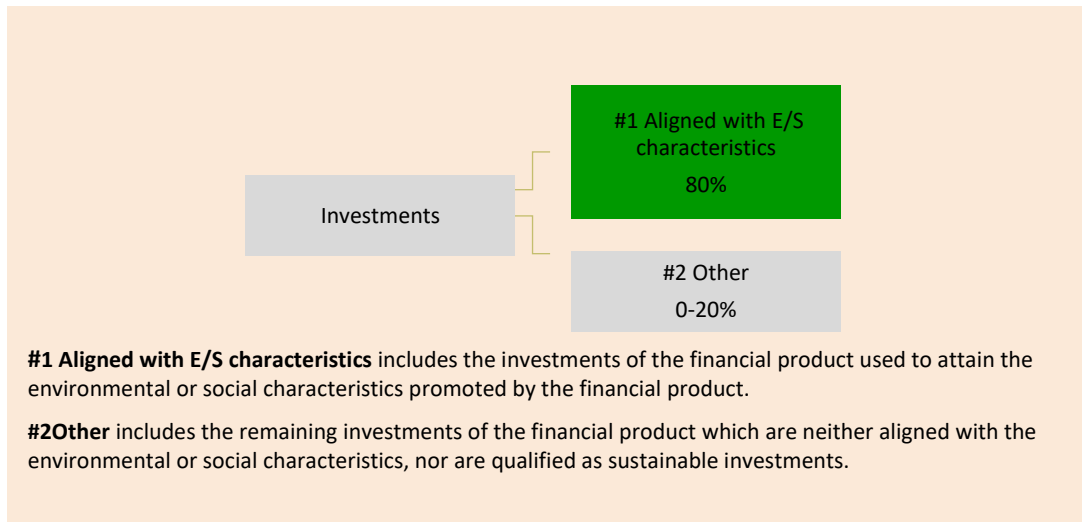 #1 Aligned with E/S
characteristics
80%
Investments
#2 Other
0-20%
#1 Aligned with E/S characteristics includes the investments of the financial product used to attain the
environmental or social characteristics promoted by the financial product.
#2Other includes the remaining investments of the financial product which are neither aligned with the
environmental or social characteristics, nor are qualified as sustainable investments.